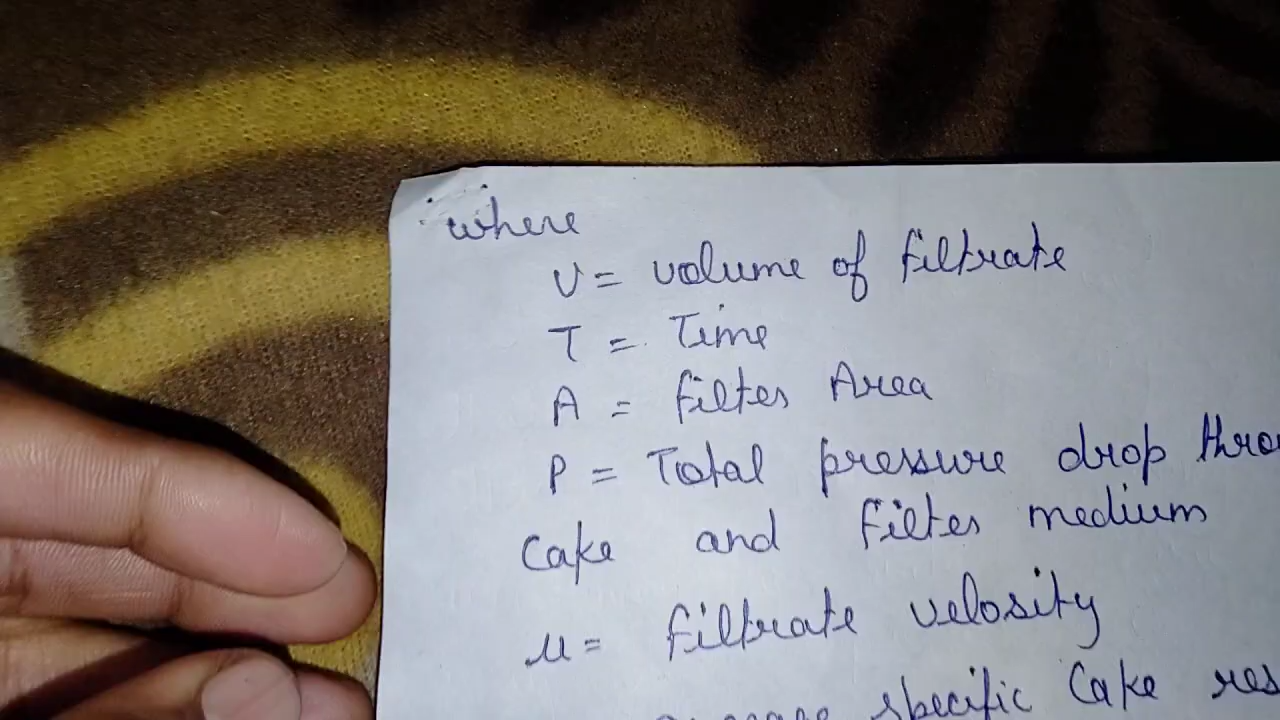 where
V = volume of filtrate
T = Time
A = filter Area
P = Total pressure drop thro
Cake and filter medium
μ = filtrate velosity
specific Cake res